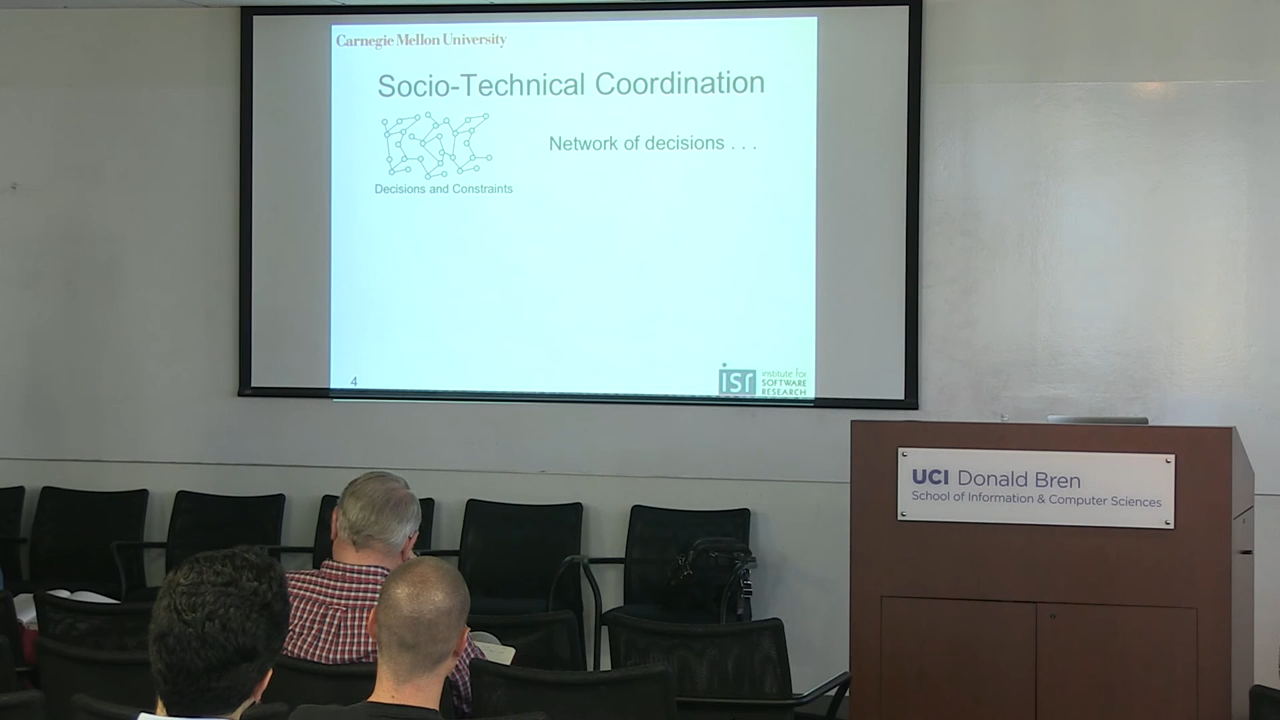 Carnegie Mellon University
Socio-Technical Coordination
Network of decisions . . .
Decisions and Constraints
4
isr institute for
SOFTWARE
RESEARCH
UCI Donald Bren
School of Information & Computer Sciences